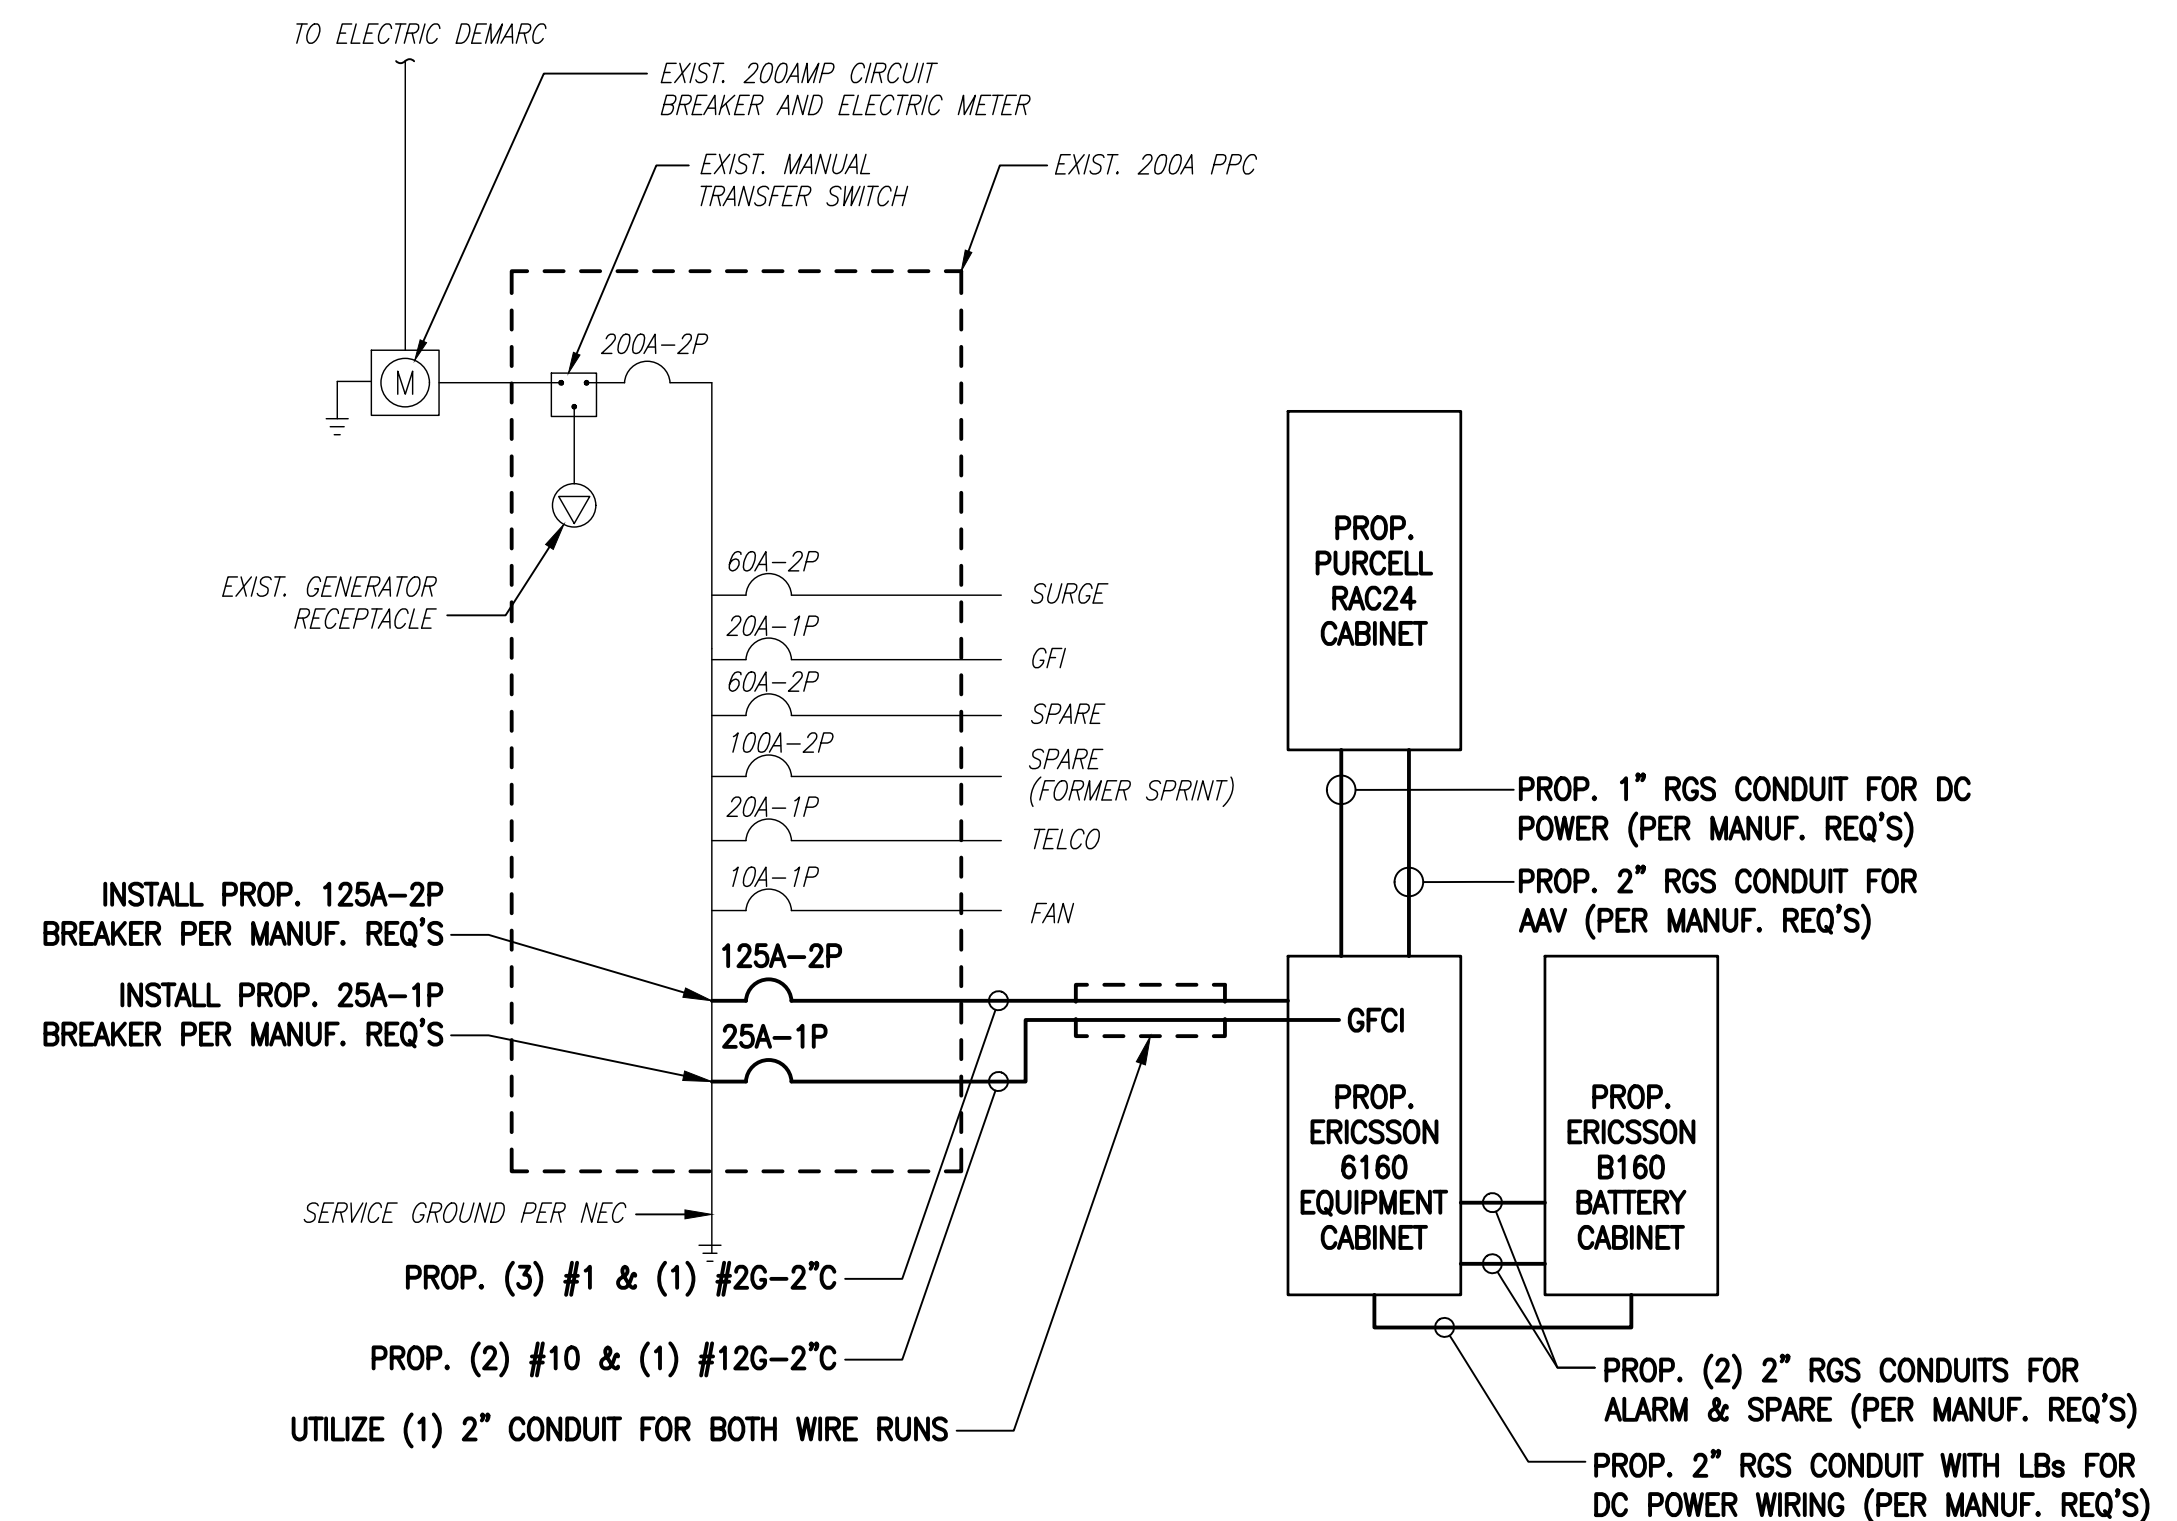 TO ELECTRIC DEMARC
EXIST. 200AMP CIRCUIT
BREAKER AND ELECTRIC METER
EXIST. MANUAL
TRANSFER SWITCH
EXIST. 200A PPC
200A-2P
M
EXIST. GENERATOR
RECEPTACLE
60A-2P
SURGE
20A-1P
GFI
60A-2P
SPARE
100A-2P
SPARE
(FORMER SPRINT)
20A-1P
TELCO
10A-1P
FAN
INSTALL PROP. 125A-2P
BREAKER PER MANUF. REQ'S
125A-2P
INSTALL PROP. 25A-1P
BREAKER PER MANUF. REQ'S
25A-1P
SERVICE GROUND PER NEC
PROP. (3) #1 & (1) #2G-2"C
PROP. (2) #10 & (1) #12G-2"C
UTILIZE (1) 2" CONDUIT FOR BOTH WIRE RUNS
PROP.
PURCELL
RAC24
CABINET
PROP. 1" RGS CONDUIT FOR DC
POWER (PER MANUF. REQ'S)
PROP. 2" RGS CONDUIT FOR
AAV (PER MANUF. REQ'S)
GFCI
PROP.
ERICSSON
6160
EQUIPMENT
CABINET
PROP.
ERICSSON
B160
BATTERY
CABINET
PROP. (2) 2" RGS CONDUITS FOR
ALARM & SPARE (PER MANUF. REQ'S)
PROP. 2" RGS CONDUIT WITH LBs FOR
DC POWER WIRING (PER MANUF. REQ'S)